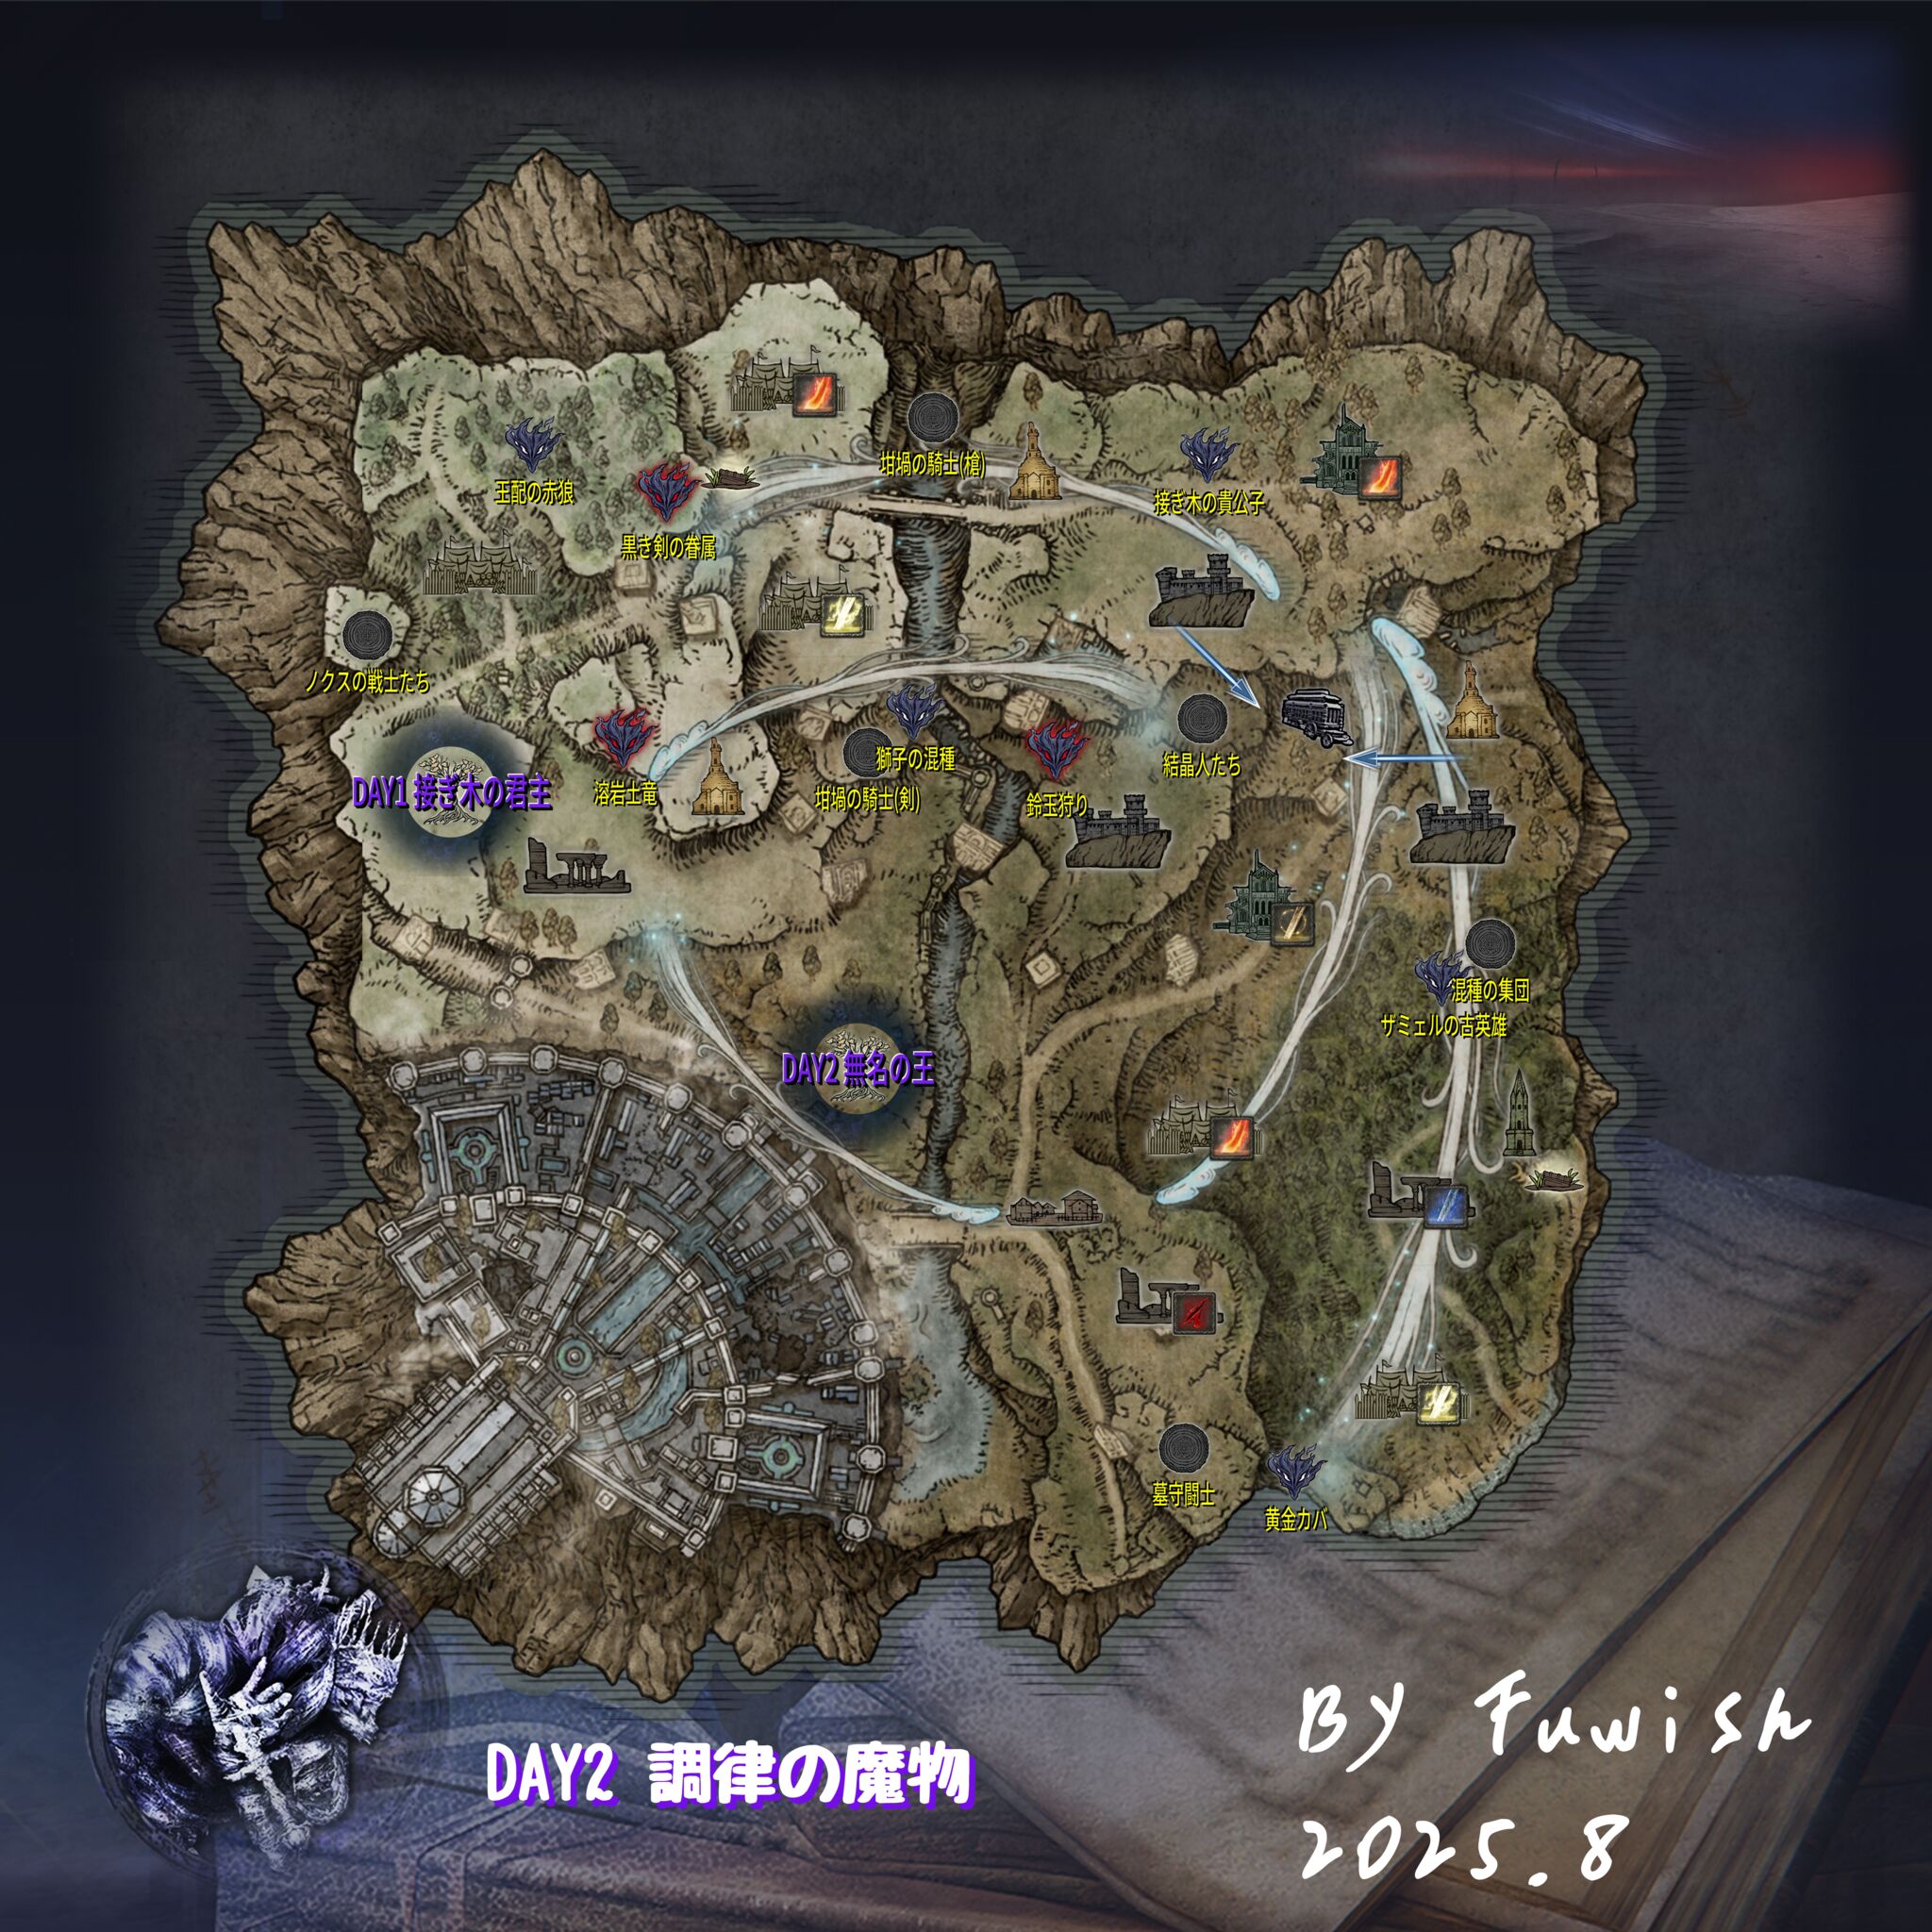 坩堝の騎士(槍)
王配の赤狼
接ぎ木の貴公子
黒き剣の眷属
ノクスの戦士たち
獅子の混種
結晶人たち
DAY1 接ぎ木の君主
溶岩土竜
坩堝の騎士(剣)
鈴玉狩り
混種の集団
ザミェルの古英雄
DAY2 無名の王
墓守闘士
黄金カバ
DAY2 調律の魔物
BY Fuwish
2025.8